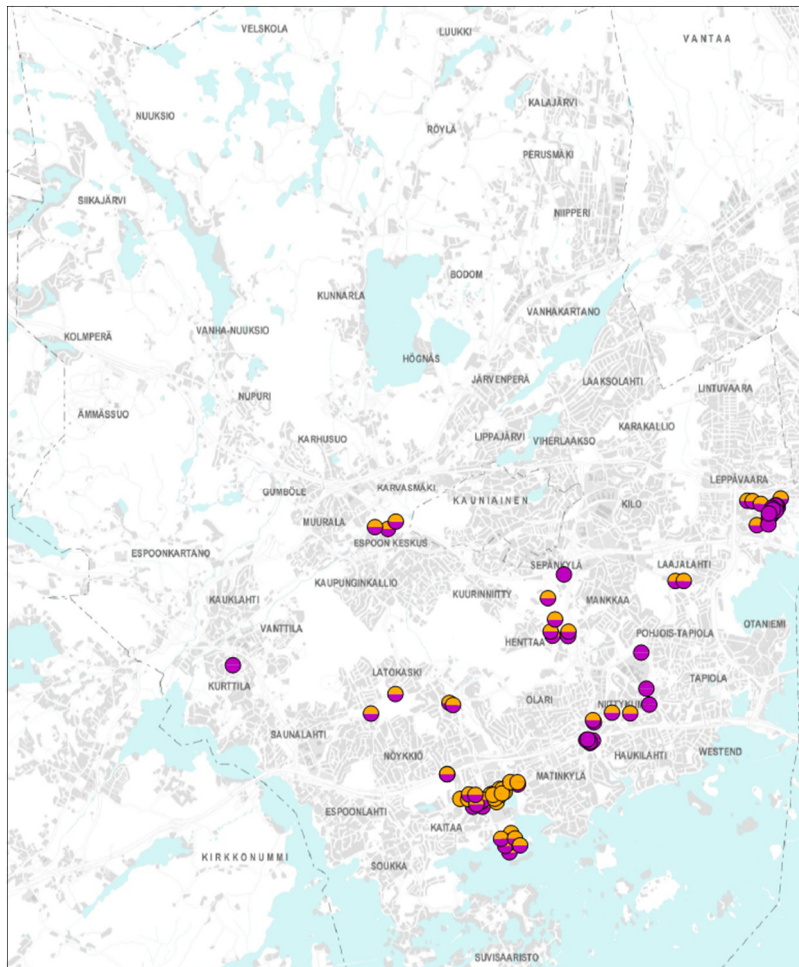 VELSKOLA
LUUKKI
VANTAA
KALAJÄRVI
NUUKSIO
RÖYLÄ
PERUSMÄKI
SIIKAJÄRVI
NIIPPERI
BODOM
KUNNARLA
VANHAKARTANO
VANHA-NUUKSIO
KOLMPERÄ
HÖGNÄS
JÄRVENPERÄ
LAAKSOLAHTI
LINTUVAARA
NUPURI
ÄMMÄSSUO
KARAKALLIO
LIPPAJÄRVI
KARHUSUO
VIHERLAAKSO
LEPPÄVAARA
KARVASMÄKI
GUMBÖLE
KAUNIAINEN
KILO
MUURALA
ESPOON KESKUS
ESPOONKARTANO
SEPÄNKYLÄ
LAAJALAHTI
KAUPUNGINKALLIO
KUURINNIITTY
KAUKLAHTI
MANKKAA
OTANIEMI
VANTTILA
POHJOIS-TAPIOLA
HENTTAA
LATOKASKI
TAPIOLA
KURTTILA
OLARI
SAUNALAHTI
WESTEND
HAUKILAHTI
NÖYKKIÖ
MATINKYLÄ
ESPOONLAHTI
KAITAA
KIRKKONUMMI
SOUKKA
SUVISAARISTO